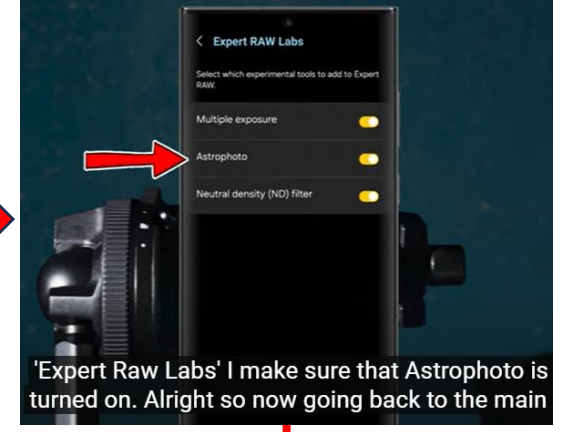 < Expert RAW Labs
Select which experimental tools to add to Expert
RAW.
Multiple exposure
Astrophoto
Neutral density (ND) filter
'Expert Raw Labs' I make sure that Astrophoto is
turned on. Alright so now going back to the main